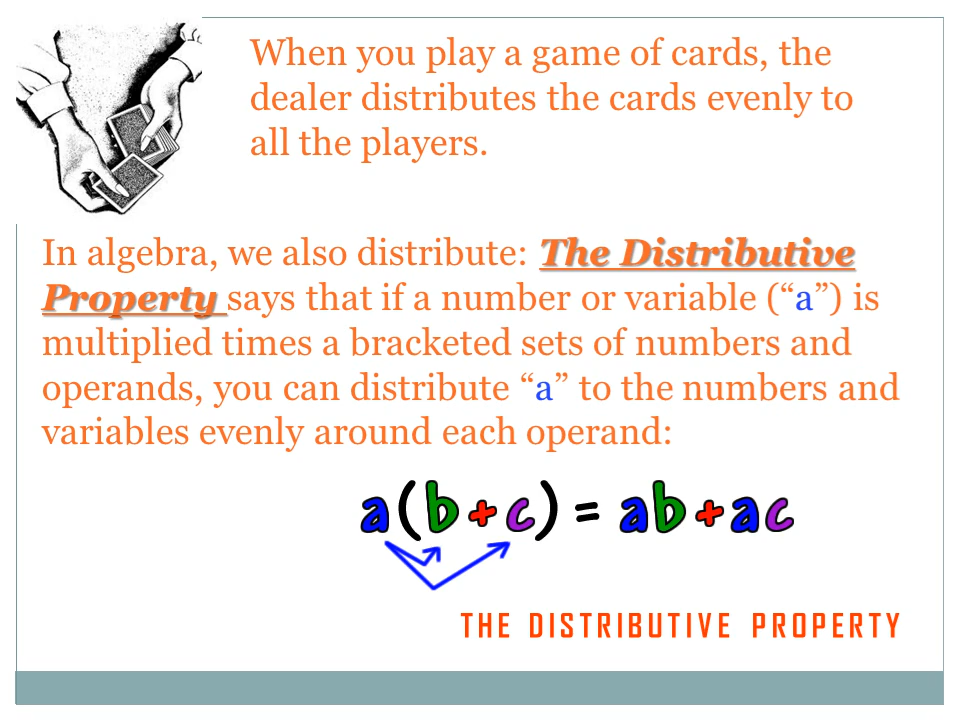 When you play a game of cards, the
dealer distributes the cards evenly to
all the players.
In algebra, we also distribute: The Distributive
Property says that if a number or variable (“a”) is
multiplied times a bracketed sets of numbers and
operands, you can distribute “a” to the numbers and
variables evenly around each operand:
a(b+c) = ab+ac
THE DISTRIBUTIVE PROPERTY